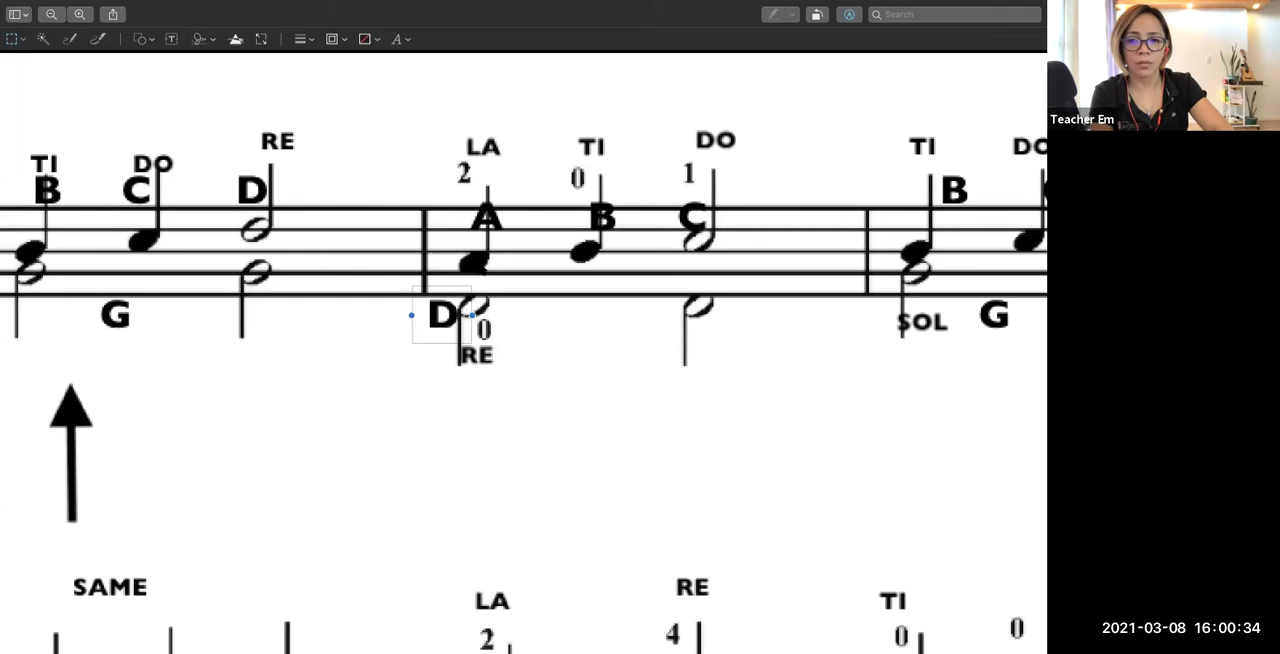 Search
Teacher Em
RE LA TI DO TI DO
TI DO 2 0 1
B C D A B C B
G D 0 SOL G
RE
SAME LA RE TI
2 4 0 0
2021-03-08 16:00:34